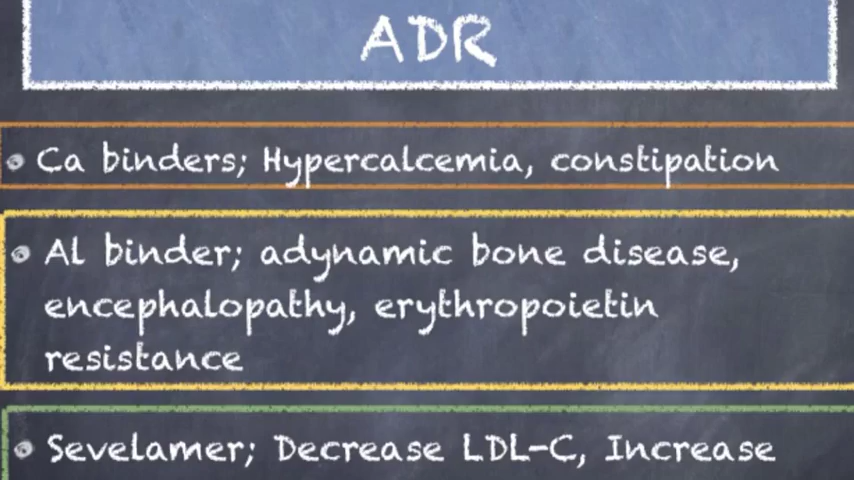 ADR
Ca binders; Hypercalcemia, constipation
Al binder; adynamic bone disease,
encephalopathy, erythropoietin
resistance
Sevelamer; Decrease LDL-C, Increase